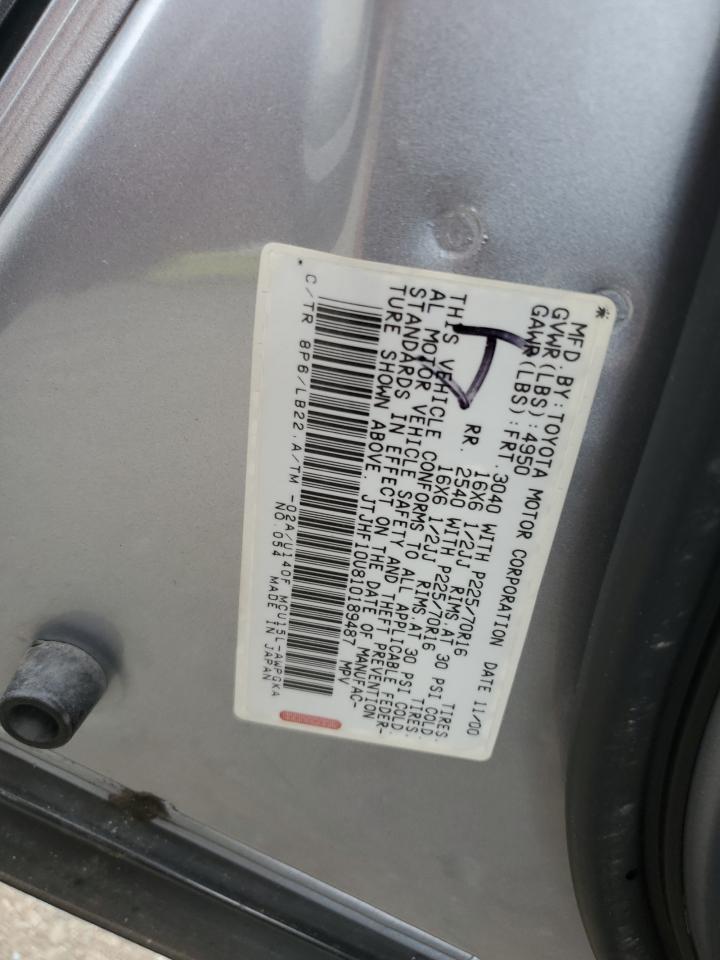 MFD. BY: TOYOTA MOTOR CORPORATION DATE 11/00
GVWR(LBS): 4950
GAWR(LBS): FRT. 3040 WITH P225/70R16 TIRES.
16X6 1/2JJ RIMS. AT 30 PSI COLD.
RR. 2540 WITH P225/70R16 TIRES.
16X6 1/2JJ RIMS. AT 30 PSI COLD.
THIS VEHICLE CONFORMS TO ALL APPLICABLE FEDER-
AL MOTOR VEHICLE SAFETY AND THEFT PREVENTION
STANDARDS IN EFFECT ON THE DATE OF MANUFAC-
TURE SHOWN ABOVE. JTJHF10U810189487 MPV
C/TR 8P6/LB22. A/TM -02A/U140F MCU15L-AWPGKA
NO. 054 MADE IN JAPAN